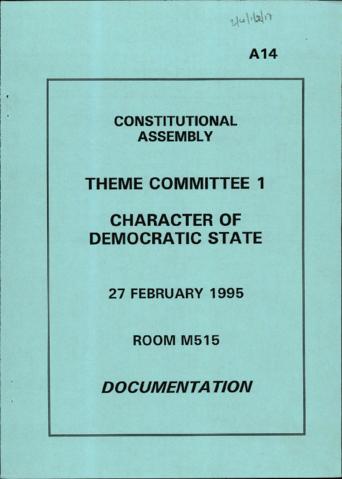 A14
CONSTITUTIONAL
ASSEMBLY
THEME COMMITTEE 1
CHARACTER OF
DEMOCRATIC STATE
27 FEBRUARY 1995
ROOM M515
DOCUMENTATION